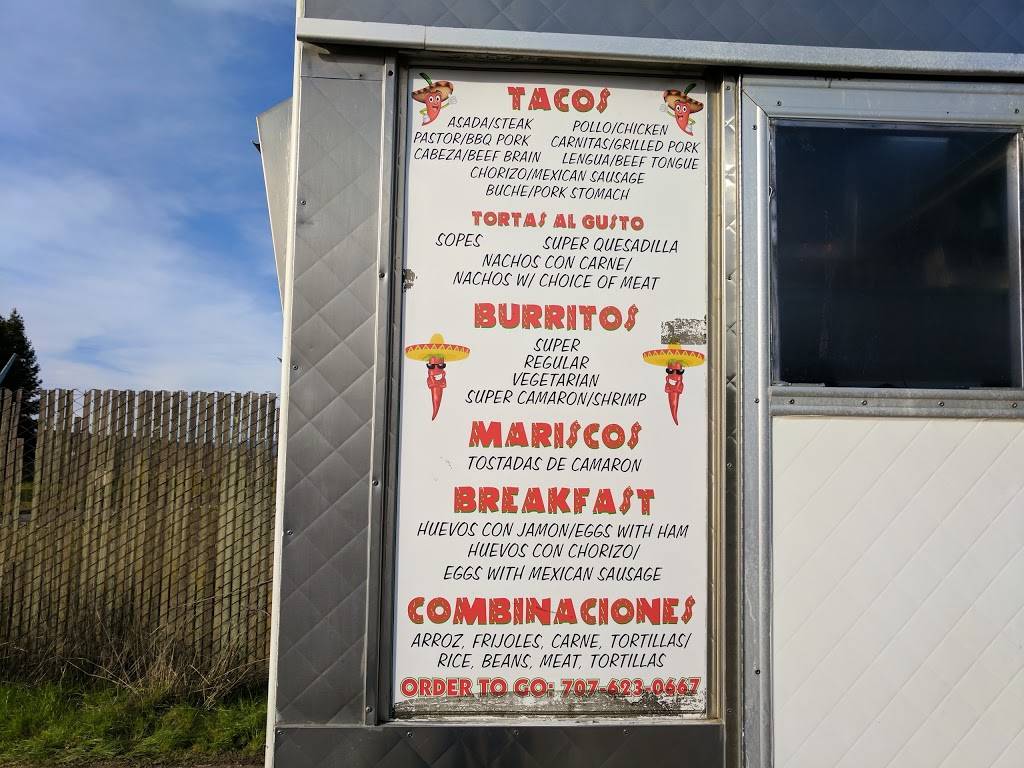 TACOS
ASADA/STEAK POLLO/CHICKEN
PASTOR/BBQ PORK CARNITAS/GRILLED PORK
CABEZA/BEEF BRAIN LENGUA/BEEF TONGUE
CHORIZO/MEXICAN SAUSAGE
BUCHE/PORK STOMACH
TORTAS AL GUSTO
SOPES SUPER QUESADILLA
NACHOS CON CARNE/
NACHOS W/ CHOICE OF MEAT
BURRITOS
SUPER
REGULAR
VEGETARIAN
SUPER CAMARON/SHRIMP
MARISCOS
TOSTADAS DE CAMARON
BREAKFAST
HUEVOS CON JAMON/EGGS WITH HAM
HUEVOS CON CHORIZO/
EGGS WITH MEXICAN SAUSAGE
COMBINACIONES
ARROZ, FRIJOLES, CARNE, TORTILLAS/
RICE, BEANS, MEAT, TORTILLAS
ORDER TO GO: 707-623-0667